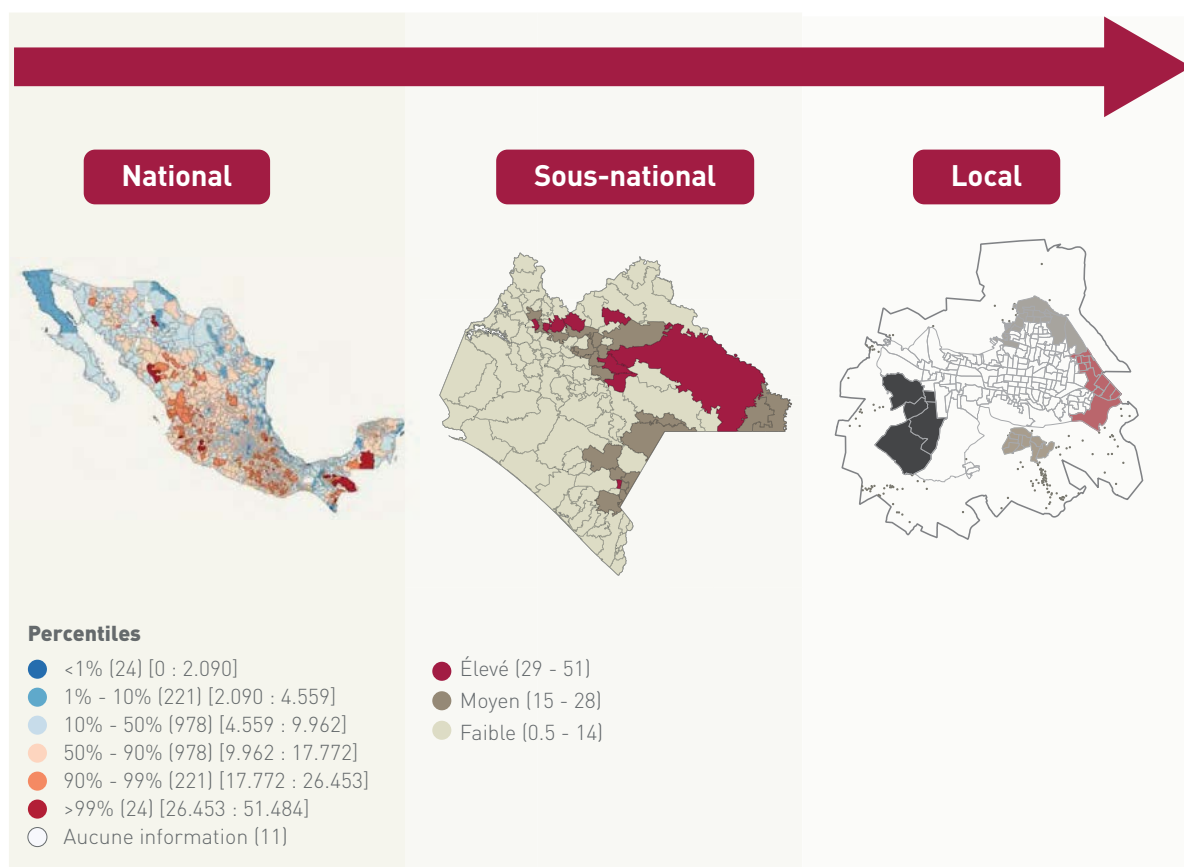 National
Sous-national
Local
Percentiles
<1% (24) [0 : 2.090]
1% - 10% (221) [2.090 : 4.559]
10% - 50% (978) [4.559 : 9.962]
50% - 90% (978) [9.962 : 17.772]
90% - 99% (221) [17.772 : 26.453]
>99% (24) [26.453 : 51.484]
Aucune information (11)
Élevé (29 - 51)
Moyen (15 - 28)
Faible (0.5 - 14)